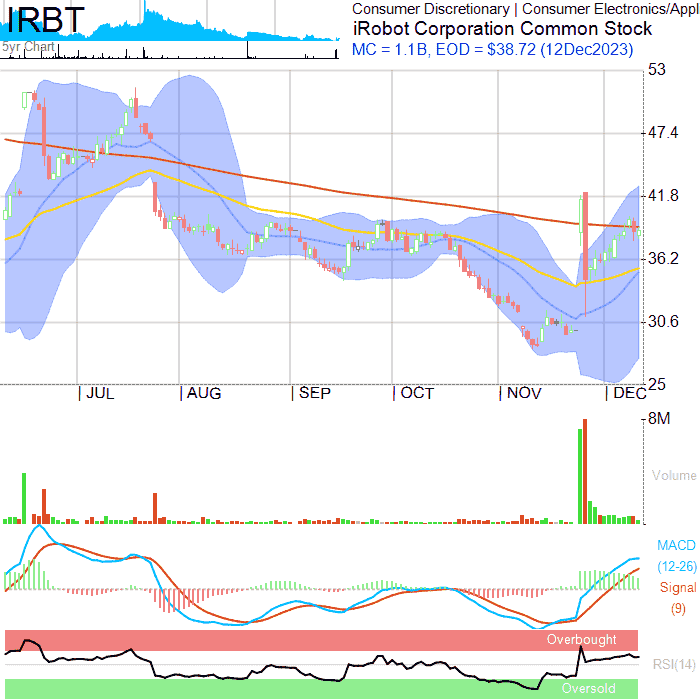 IRBT
5yr Chart
Consumer Discretionary | Consumer Electronics/Appl
iRobot Corporation Common Stock
MC = 1.1B, EOD = $38.72 (12Dec2023)
53
47.4
41.8
36.2
30.6
25
JUL
AUG
SEP
OCT
NOV
DEC
8M
Volume
MACD
(12-26)
Signal
(9)
Overbought
RSI(14)
Oversold